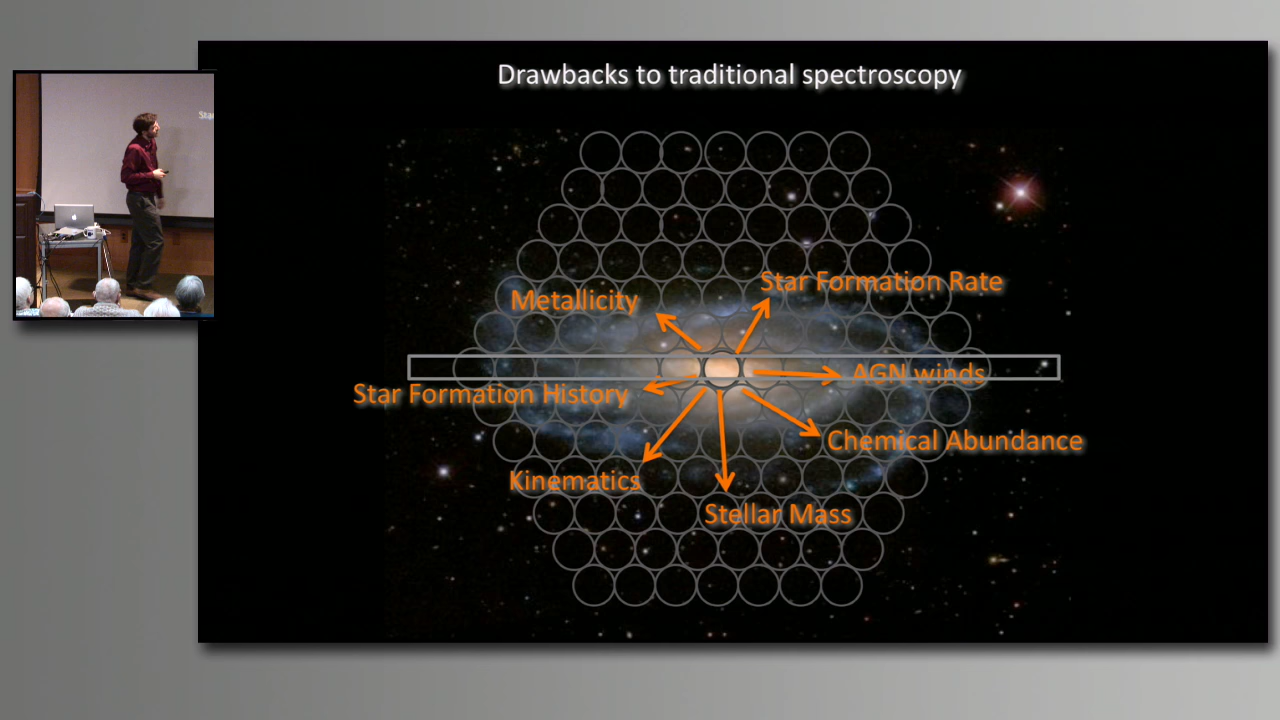 Drawbacks to traditional spectroscopy
Star Formation Rate
Metallicity
AGN winds
Star Formation History
Chemical Abundance
Kinematics
Stellar Mass